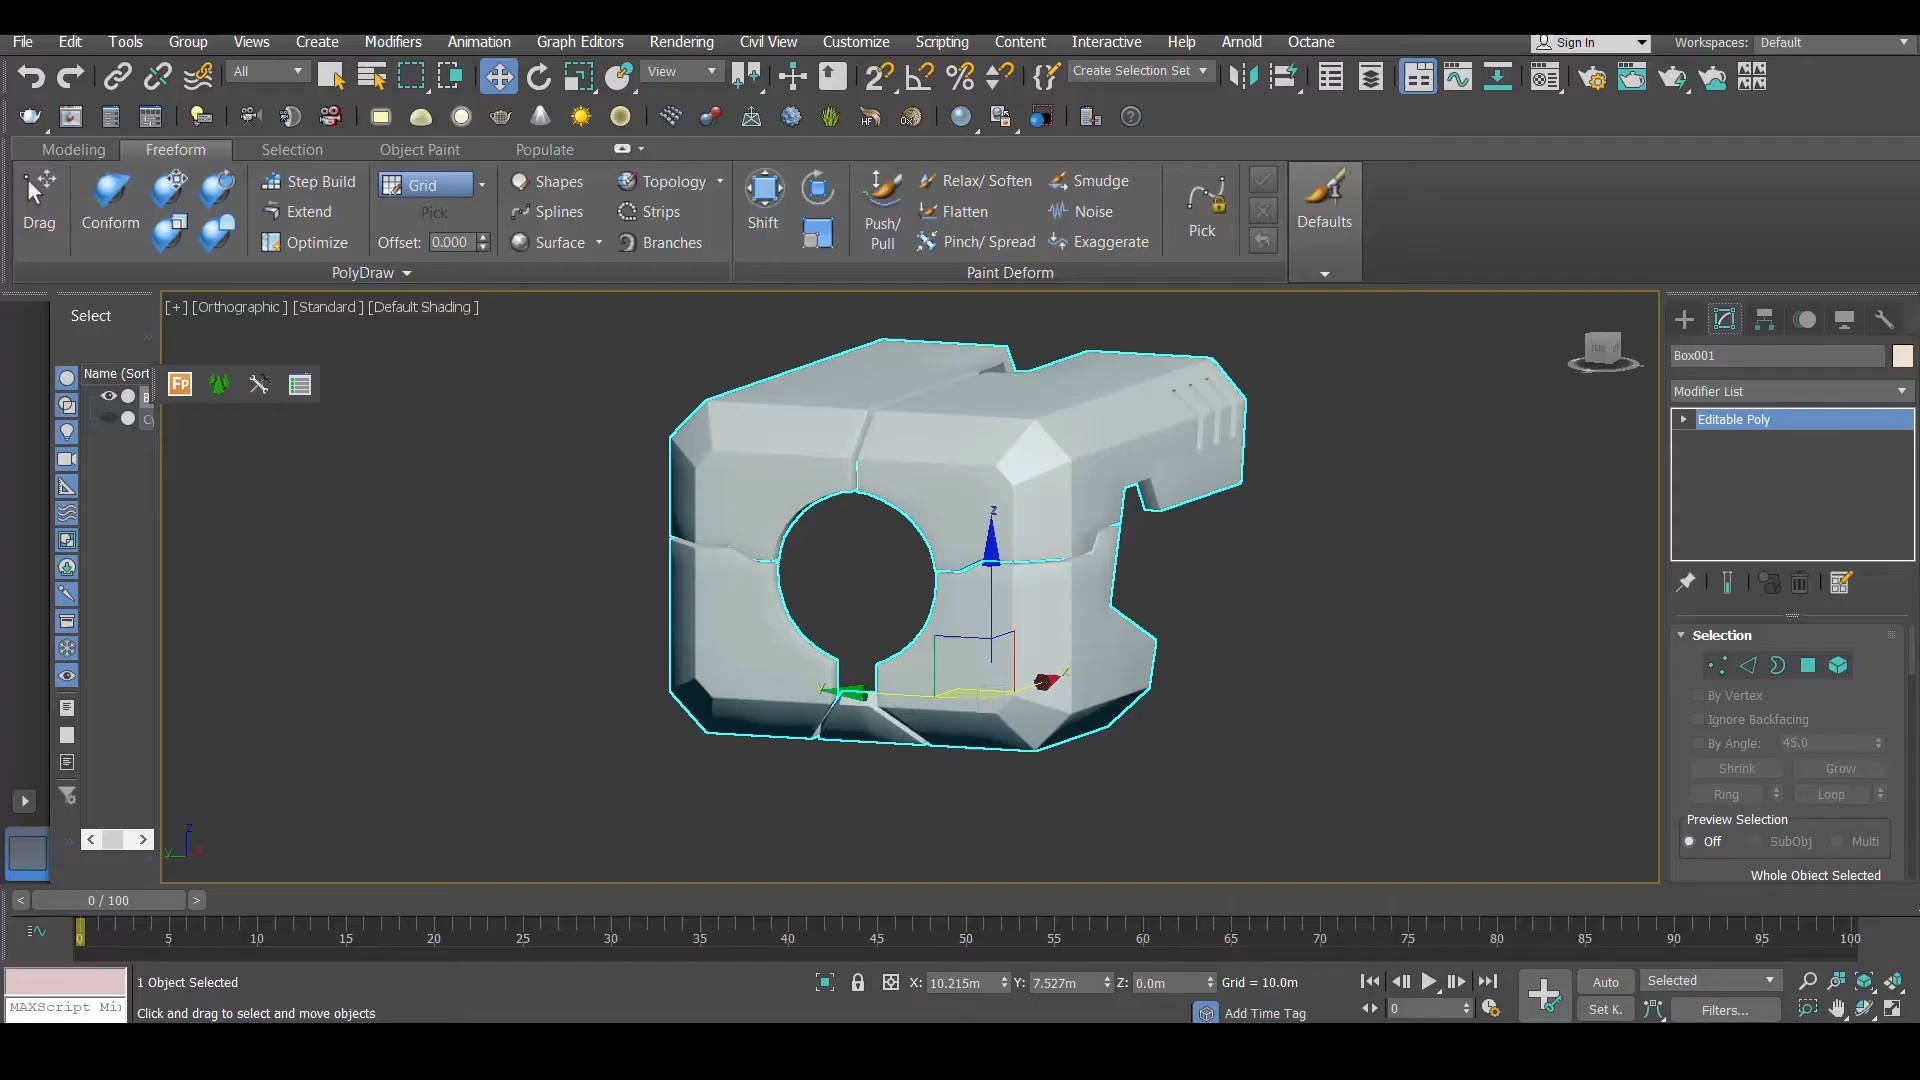 File Edit Tools Group Views Create Modifiers Animation Graph Editors Rendering Civil View Customize Scripting Content Interactive Help Arnold Octane Sign In Workspaces: Default
All View Create Selection Set
Modeling Freeform Selection Object Paint Populate
Drag Conform Step Build Extend Optimize Grid Pick Offset: 0.000 Shapes Splines Surface Topology Strips Branches Shift Push/ Pull Relax/Soften Flatten Pinch/Spread Smudge Noise Exaggerate Pick Defaults
PolyDraw Paint Deform
Select
[+] [Orthographic ] [Standard ] [Default Shading ]
Name (Sort
Fp
Box001
Modifier List
Editable Poly
z
x
y
Selection
By Vertex
Ignore Backfacing
By Angle: 45.0
Shrink Grow
Ring Loop
Preview Selection
Off SubObj Multi
Whole Object Selected
z
y x
< 0 / 100 >
0 5 10 15 20 25 30 35 40 45 50 55 60 65 70 75 80 85 90 95 100
1 Object Selected X: 10.215m Y: 7.527m Z: 0.0m Grid = 10.0m Auto Selected
MAXScript Mi
Click and drag to select and move objects Add Time Tag 0 Set K. Filters...